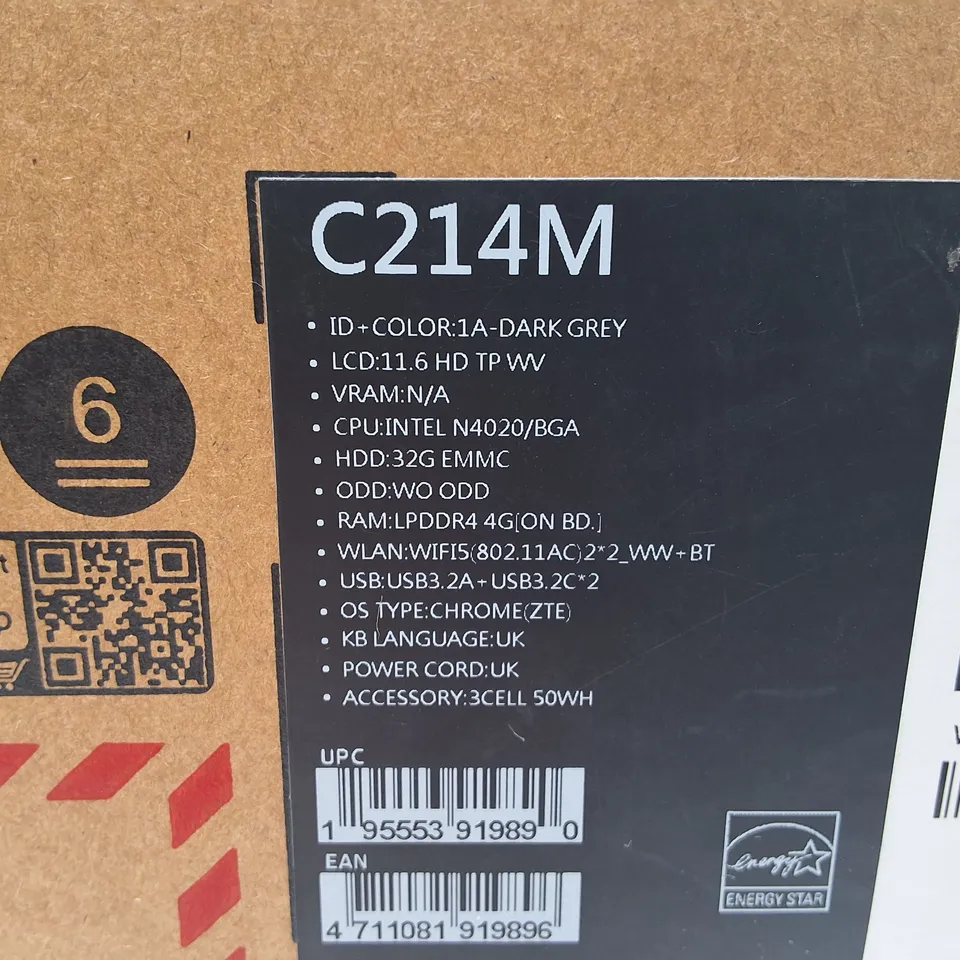 C214M
• ID+COLOR:1A-DARK GREY
• LCD:11.6 HD TP WV
• VRAM:N/A
• CPU:INTEL N4020/BGA
• HDD:32G EMMC
• ODD:WO ODD
• RAM:LPDDR4 4G[ON BD.]
• WLAN:WIFI5(802.11AC)2*2_WW+BT
• USB:USB3.2A+USB3.2C*2
• OS TYPE:CHROME(ZTE)
• KB LANGUAGE:UK
• POWER CORD:UK
• ACCESSORY:3CELL 50WH
UPC
1 95553 91989 0
EAN
4 711081 919896
energy
ENERGY STAR
6